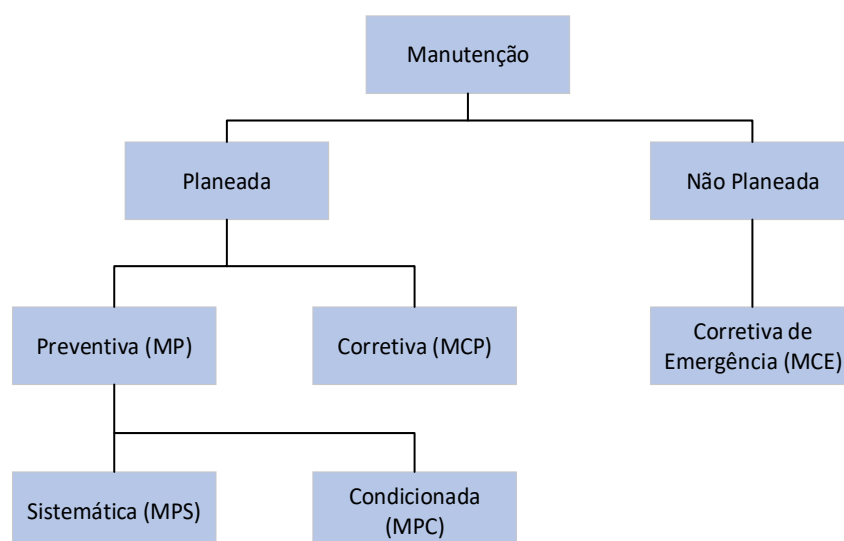 Manutenção
Planeada
Não Planeada
Preventiva (MP)
Corretiva (MCP)
Corretiva de
Emergência (MCE)
Sistemática (MPS)
Condicionada
(MPC)